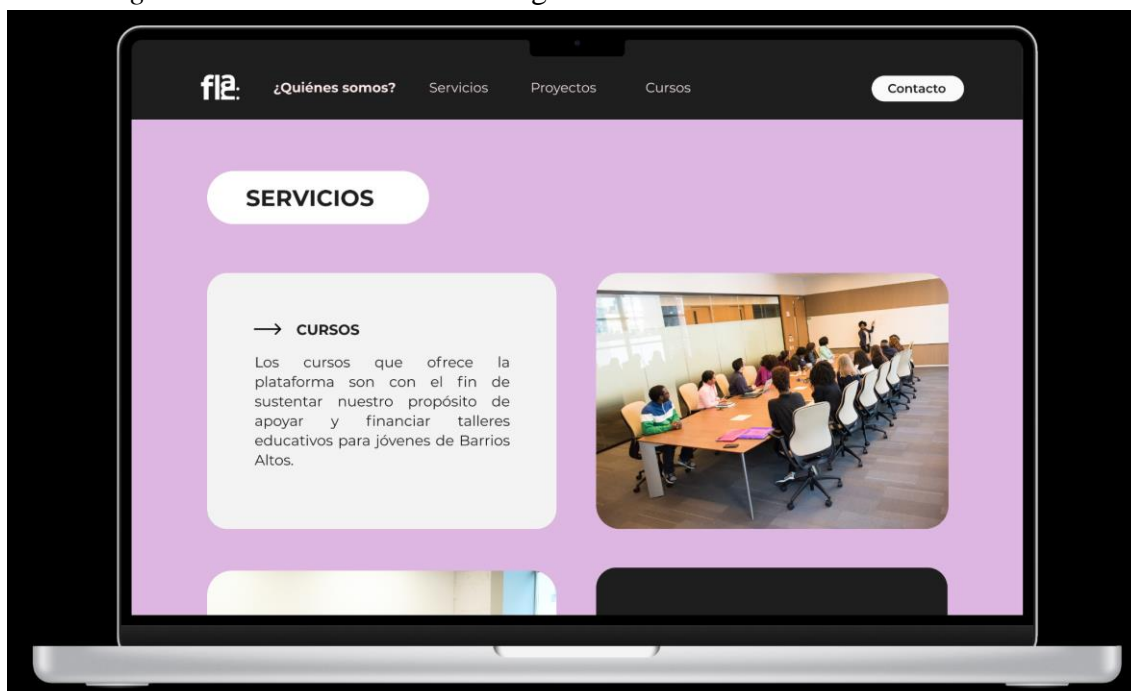 fla:
¿Quiénes somos?
Servicios
Proyectos
Cursos
Contacto
SERVICIOS
→ CURSOS
Los cursos que ofrece la
plataforma son con el fin de
sustentar nuestro propósito de
apoyar y financiar talleres
educativos para jóvenes de Barrios
Altos.